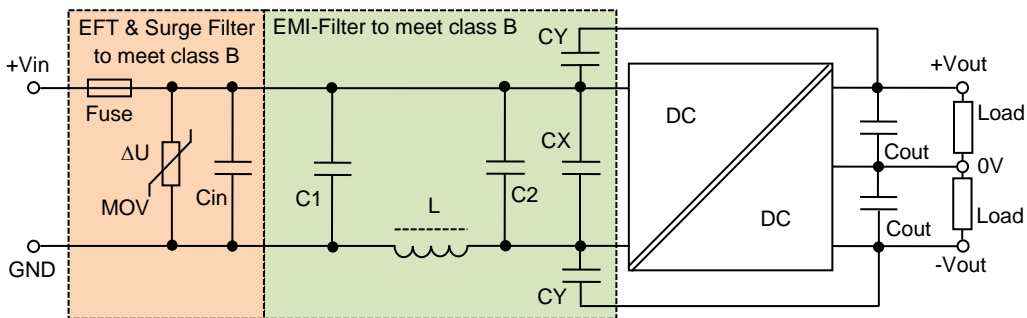 EFT & Surge Filter
to meet class B
EMI-Filter to meet class B
CY
+Vin
+Vout
Fuse
DC
Load
ΔU
CX
Cout
0V
MOV
Cin
C1
L
C2
DC
Cout
Load
GND
-Vout
CY